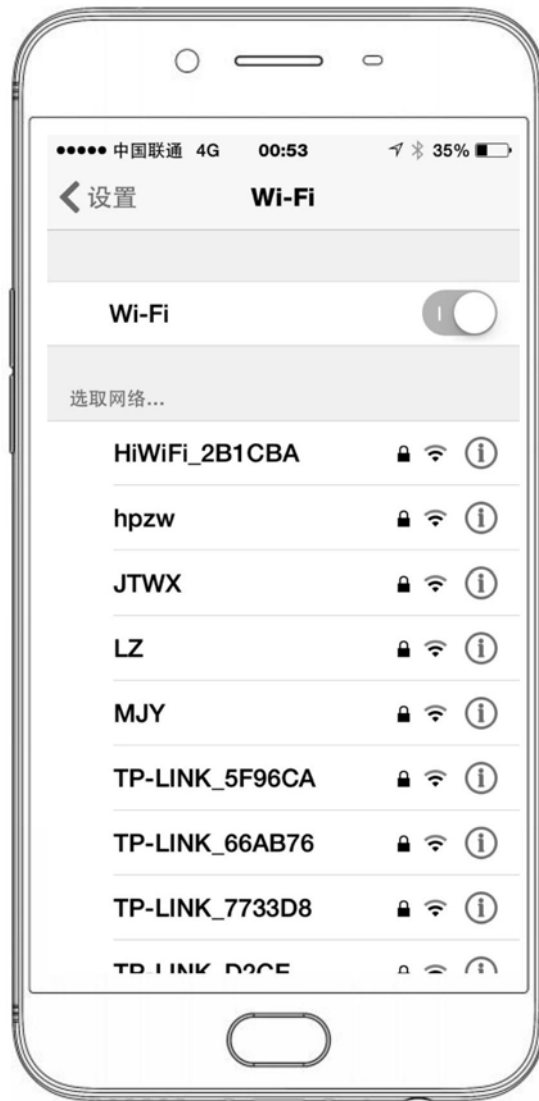 ●●●●● 中国联通 4G 00:53 35%
设置 Wi-Fi
Wi-Fi
选取网络...
HiWiFi_2B1CBA
hpzw
JTWX
LZ
MJY
TP-LINK_5F96CA
TP-LINK_66AB76
TP-LINK_7733D8